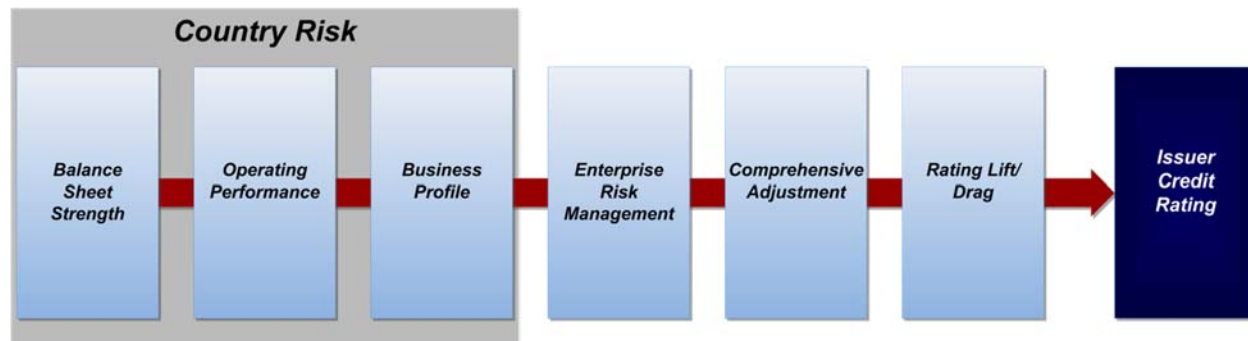 Country Risk
Balance
Sheet
Strength
Operating
Performance
Business
Profile
Enterprise
Risk
Management
Comprehensive
Adjustment
Rating Lift/
Drag
Issuer
Credit
Rating